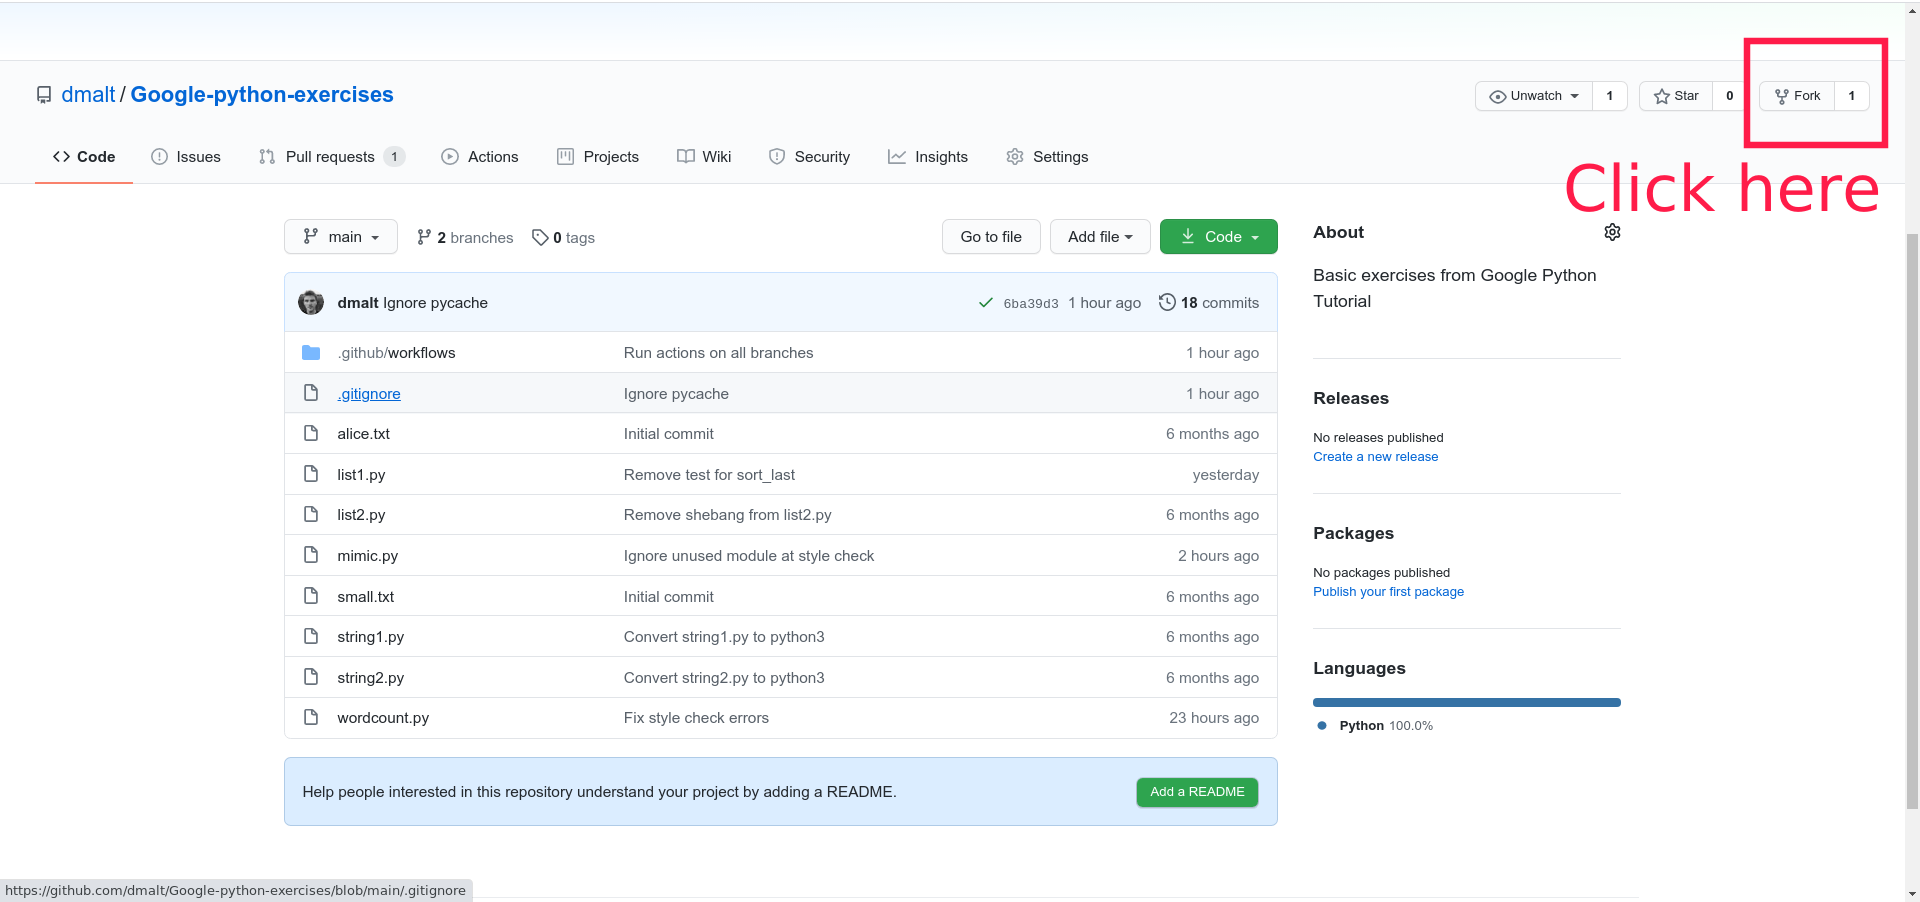 dmalt / Google-python-exercises
Unwatch 1 Star 0 Fork 1
Code Issues Pull requests 1 Actions Projects Wiki Security Insights Settings
Click here
main 2 branches 0 tags Go to file Add file Code
dmalt Ignore pycache 6ba39d3 1 hour ago 18 commits
.github/workflows Run actions on all branches 1 hour ago
.gitignore Ignore pycache 1 hour ago
alice.txt Initial commit 6 months ago
list1.py Remove test for sort_last yesterday
list2.py Remove shebang from list2.py 6 months ago
mimic.py Ignore unused module at style check 2 hours ago
small.txt Initial commit 6 months ago
string1.py Convert string1.py to python3 6 months ago
string2.py Convert string2.py to python3 6 months ago
wordcount.py Fix style check errors 23 hours ago
Help people interested in this repository understand your project by adding a README. Add a README
About
Basic exercises from Google Python
Tutorial
Releases
No releases published
Create a new release
Packages
No packages published
Publish your first package
Languages
Python 100.0%
https://github.com/dmalt/Google-python-exercises/blob/main/.gitignore